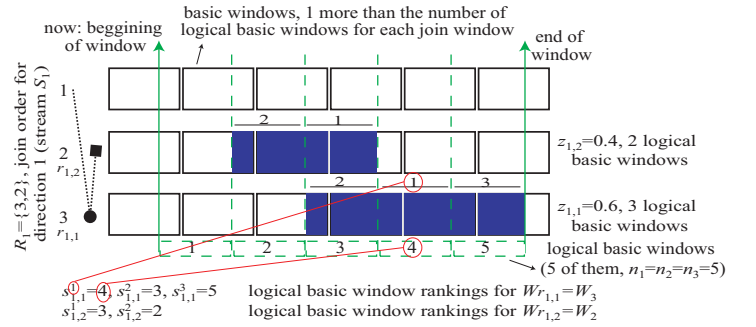 now: beggining
of window
basic windows, 1 more than the number of
logical basic windows for each join window
end of
window
R₁={3,2}, join order for
direction 1 (stream S₁)
1
2
1
2
r₁,₂
z₁,₂=0.4, 2 logical
basic windows
2
1
3
3
r₁,₁
z₁,₁=0.6, 3 logical
basic windows
1
2
3
4
5
logical basic windows
(5 of them, n₁=n₂=n₃=5)
s¹₁,₁=4, s²₁,₁=3, s³₁,₁=5 logical basic window rankings for Wr₁,₁=W₃
s¹₁,₂=3, s²₁,₂=2 logical basic window rankings for Wr₁,₂=W₂